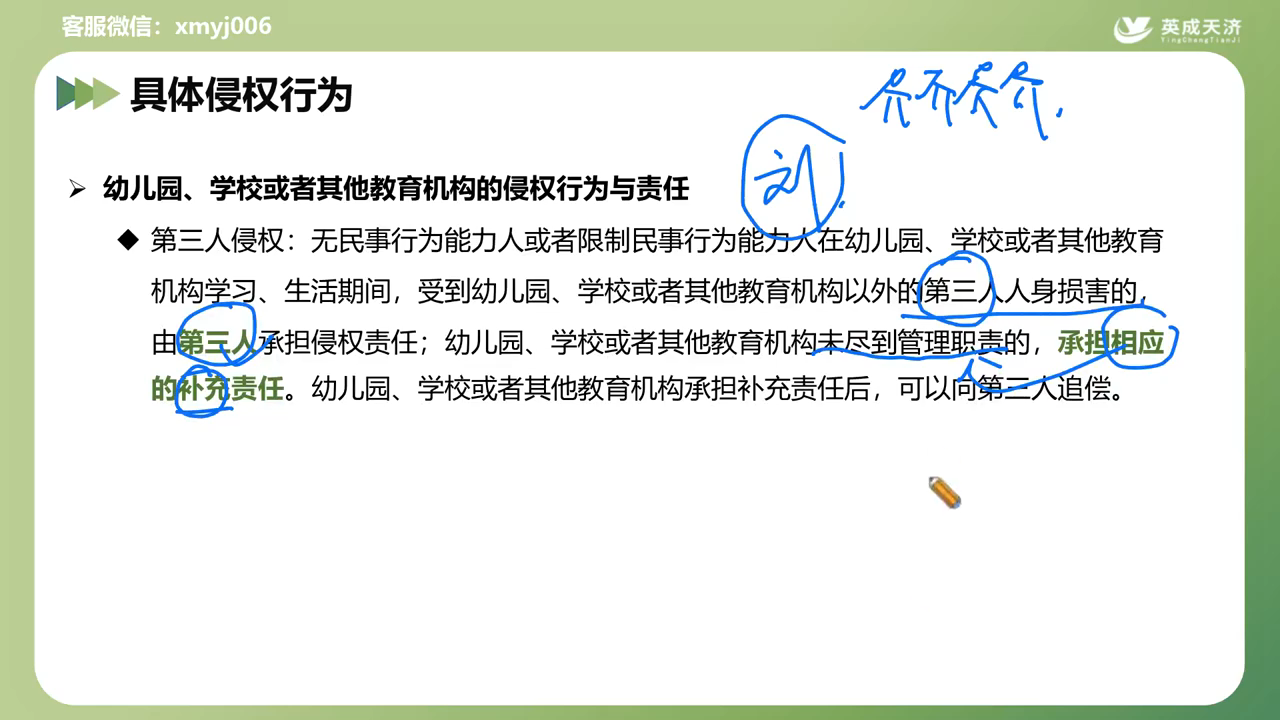 客服微信：xmyj006
英成天济
YingChengTianJi
具体侵权行为
刘
幼儿园、学校或者其他教育机构的侵权行为与责任
第三人侵权：无民事行为能力人或者限制民事行为能力人在幼儿园、学校或者其他教育
机构学习、生活期间，受到幼儿园、学校或者其他教育机构以外的第三人人身损害的，
由第三人承担侵权责任；幼儿园、学校或者其他教育机构未尽到管理职责的，承担相应
的补充责任。幼儿园、学校或者其他教育机构承担补充责任后，可以向第三人追偿。